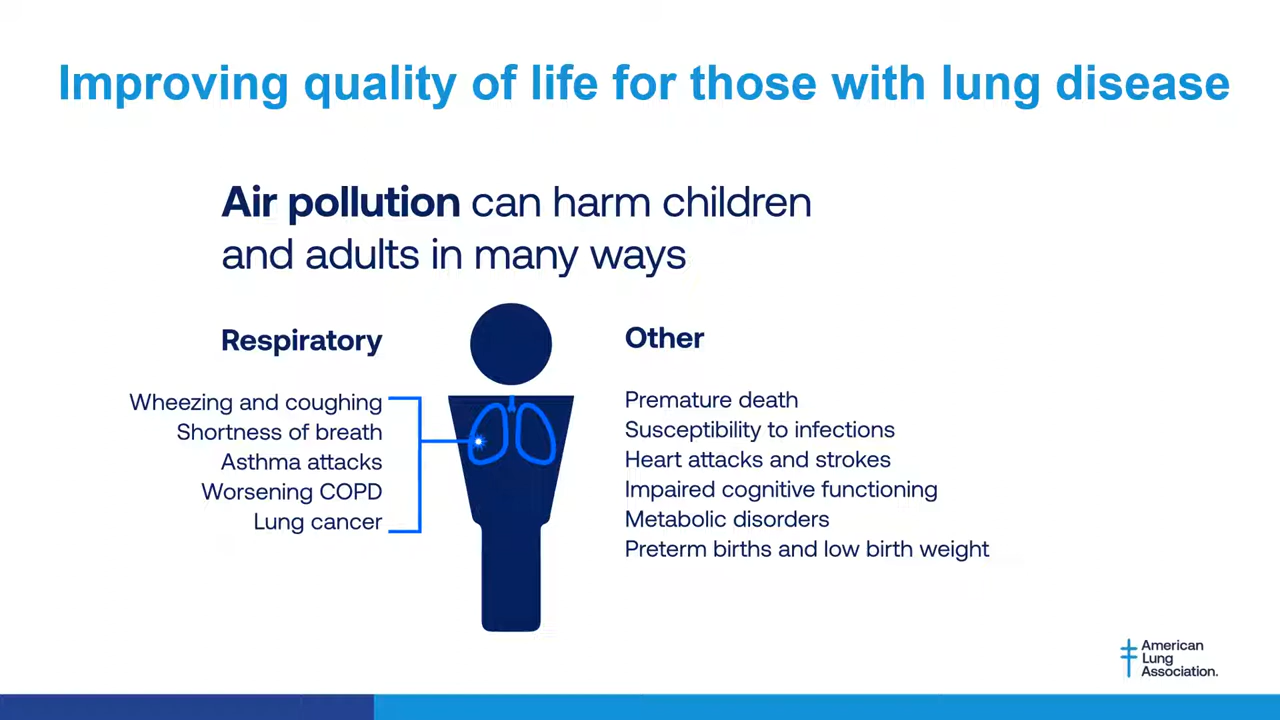 Improving quality of life for those with lung disease
Air pollution can harm children
and adults in many ways
Respiratory
Wheezing and coughing
Shortness of breath
Asthma attacks
Worsening COPD
Lung cancer
Other
Premature death
Susceptibility to infections
Heart attacks and strokes
Impaired cognitive functioning
Metabolic disorders
Preterm births and low birth weight
American
Lung
Association.